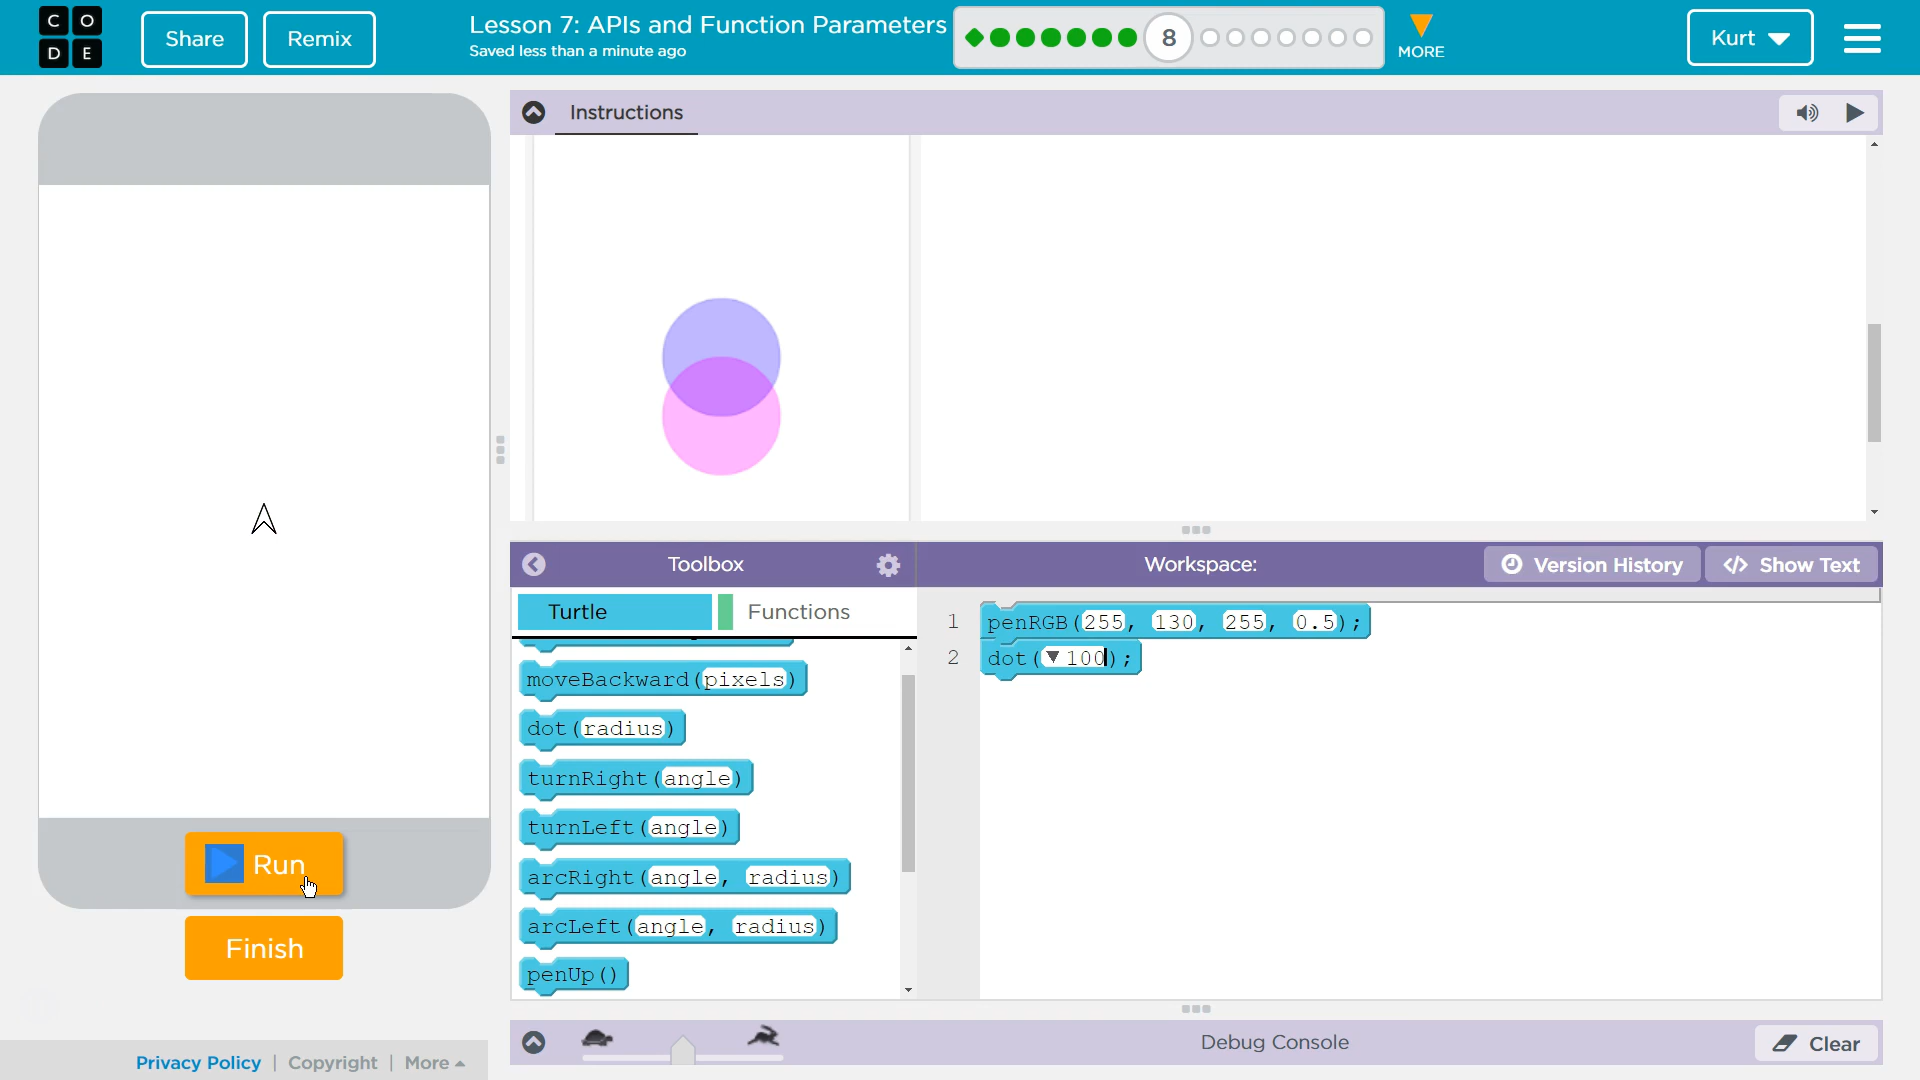 C O
D E
Share
Remix
Lesson 7: APIs and Function Parameters
Saved less than a minute ago
8
MORE
Kurt
Instructions
Toolbox
Workspace:
Version History
</> Show Text
Turtle
Functions
moveBackward(pixels)
dot(radius)
turnRight(angle)
turnLeft(angle)
arcRight(angle, radius)
arcLeft(angle, radius)
penUp()
1 penRGB(255, 130, 255, 0.5);
2 dot(▼ 100);
Run
Finish
Debug Console
Clear
Privacy Policy | Copyright | More